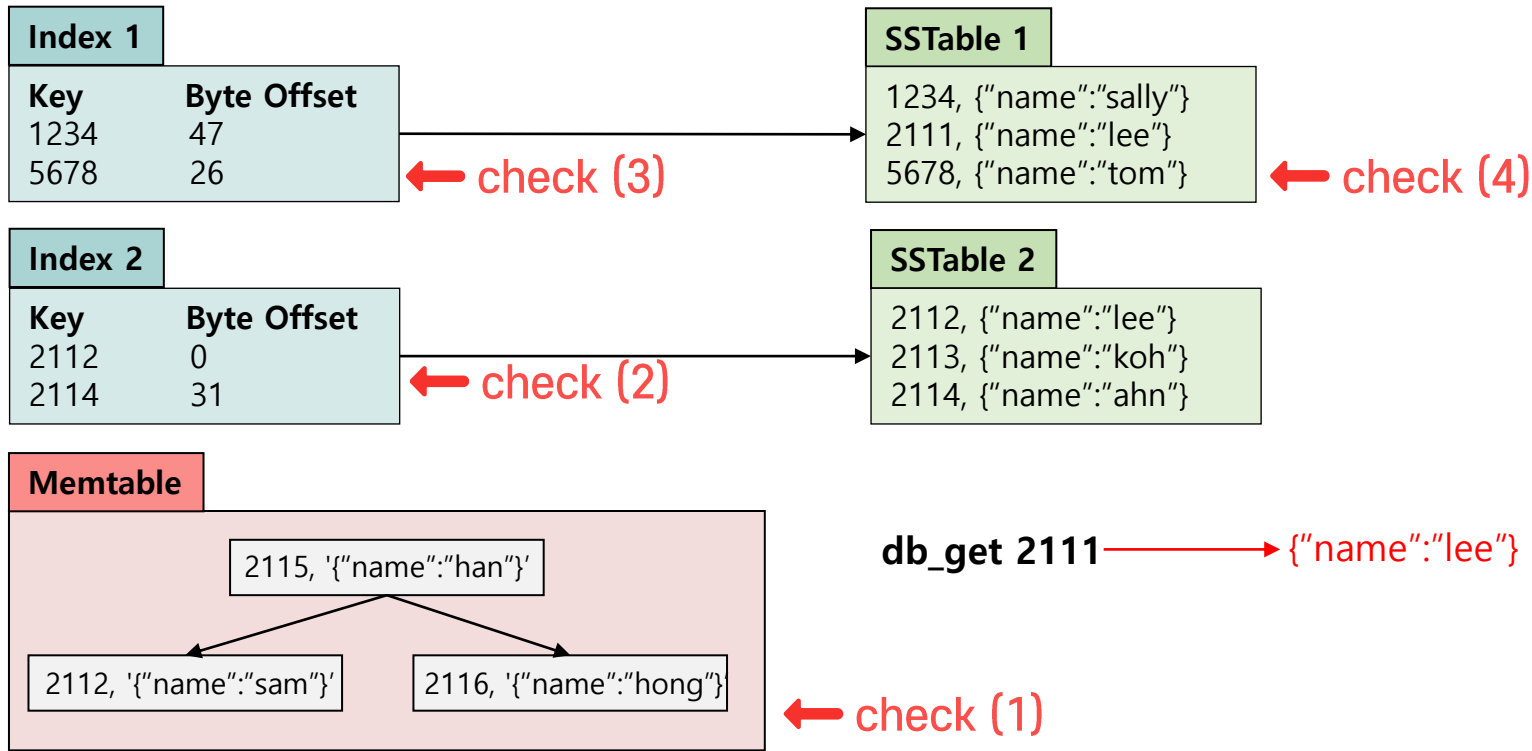 Index 1
Key Byte Offset
1234 47
5678 26
check (3)
SSTable 1
1234, {“name”:”sally”}
2111, {“name”:”lee”}
5678, {“name”:”tom”}
check (4)
Index 2
Key Byte Offset
2112 0
2114 31
check (2)
SSTable 2
2112, {“name”:”lee”}
2113, {“name”:”koh”}
2114, {“name”:”ahn”}
Memtable
2115, '{“name”:”han”}’
2112, '{“name”:”sam”}’
2116, '{“name”:”hong”}’
check (1)
db_get 2111 {“name”:”lee”}